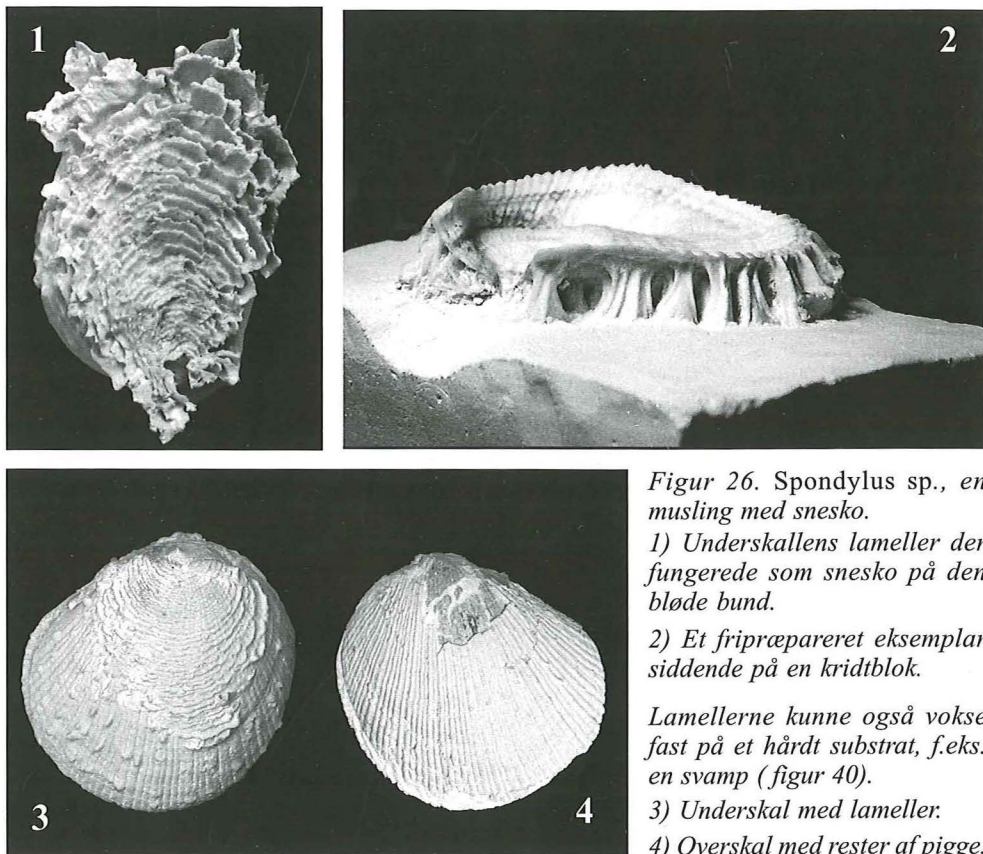 1
2
3
4
Figur 26. Spondylus sp., en
musling med snesko.
1) Underskallens lameller der
fungerede som snesko på den
bløde bund.
2) Et fripræpareret eksemplar
siddende på en kridtblok.
Lamellerne kunne også vokse
fast på et hårdt substrat, f.eks.
en svamp (figur 40).
3) Underskal med lameller.
4) Overskal med rester af pigge.